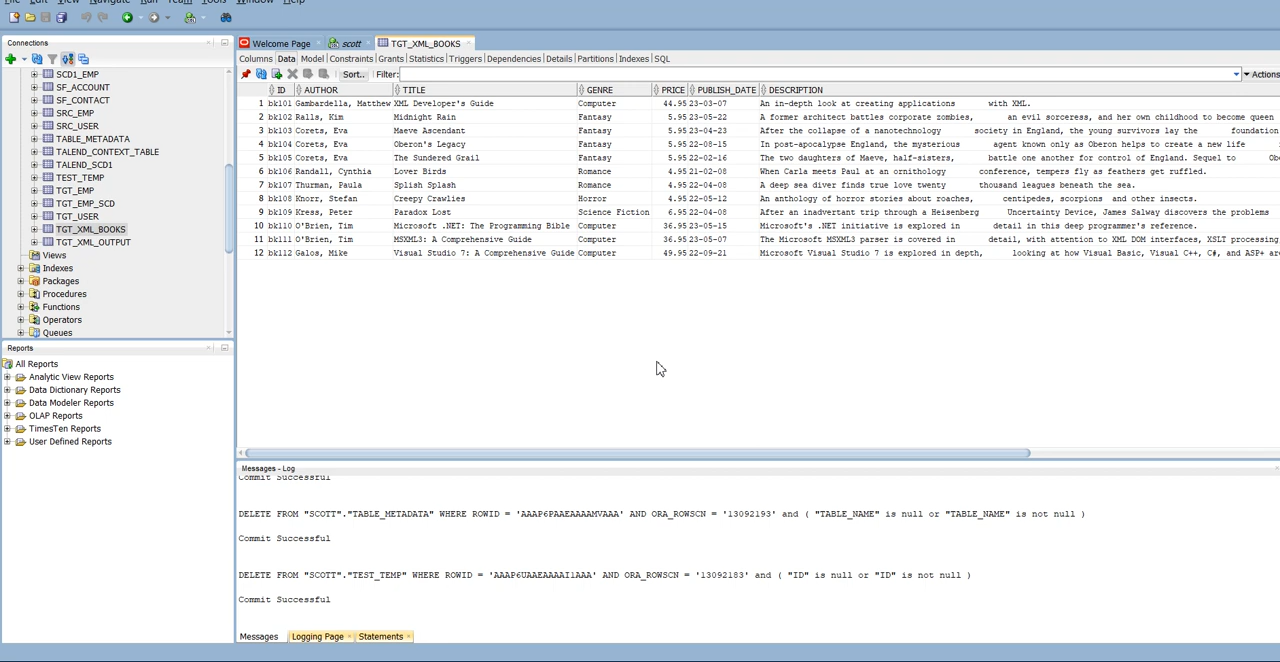 File Edit View Navigate Run Team Tools Window Help
Connections
SCD1_EMP
SF_ACCOUNT
SF_CONTACT
SRC_EMP
SRC_USER
TABLE_METADATA
TALEND_CONTEXT_TABLE
TALEND_SCD1
TEST_TEMP
TGT_EMP
TGT_EMP_SCD
TGT_USER
TGT_XML_BOOKS
TGT_XML_OUTPUT
Views
Indexes
Packages
Procedures
Functions
Operators
Queues
Reports
All Reports
Analytic View Reports
Data Dictionary Reports
Data Modeler Reports
OLAP Reports
TimesTen Reports
User Defined Reports
Welcome Page scott TGT_XML_BOOKS
Columns Data Model Constraints Grants Statistics Triggers Dependencies Details Partitions Indexes SQL
Sort.. Filter: Actions
ID AUTHOR TITLE GENRE PRICE PUBLISH_DATE DESCRIPTION
1 bk101 Gambardella, Matthew XML Developer's Guide Computer 44.95 23-03-07 An in-depth look at creating applications with XML.
2 bk102 Ralls, Kim Midnight Rain Fantasy 5.95 23-05-22 A former architect battles corporate zombies, an evil sorceress, and her own childhood to become queen
3 bk103 Corets, Eva Maeve Ascendant Fantasy 5.95 23-04-23 After the collapse of a nanotechnology society in England, the young survivors lay the foundation
4 bk104 Corets, Eva Oberon's Legacy Fantasy 5.95 22-08-15 In post-apocalypse England, the mysterious agent known only as Oberon helps to create a new life
5 bk105 Corets, Eva The Sundered Grail Fantasy 5.95 22-02-16 The two daughters of Maeve, half-sisters, battle one another for control of England. Sequel to Obe
6 bk106 Randall, Cynthia Lover Birds Romance 4.95 21-02-08 When Carla meets Paul at an ornithology conference, tempers fly as feathers get ruffled.
7 bk107 Thurman, Paula Splish Splash Romance 4.95 22-05-08 A deep sea diver finds true love twenty thousand leagues beneath the sea.
8 bk108 Knorr, Stefan Creepy Crawlies Horror 4.95 22-05-12 An anthology of horror stories about roaches, centipedes, scorpions and other insects.
9 bk109 Kress, Peter Paradox Lost Science Fiction 6.95 22-04-08 After an inadvertant trip through a Heisenberg Uncertainty Device, James Salway discovers the problems
10 bk110 O'Brien, Tim Microsoft .NET: The Programming Bible Computer 36.95 23-05-15 Microsoft's .NET initiative is explored in detail in this deep programmer's reference.
11 bk111 O'Brien, Tim MSXML3: A Comprehensive Guide Computer 36.95 23-05-07 The Microsoft MSXML3 parser is covered in detail, with attention to XML DOM interfaces, XSLT processing
12 bk112 Galos, Mike Visual Studio 7: A Comprehensive Guide Computer 49.95 22-09-21 Microsoft Visual Studio 7 is explored in depth, looking at how Visual Basic, Visual C++, C#, and ASP+ are
Messages - Log
Commit Successful
DELETE FROM "SCOTT"."TABLE_METADATA" WHERE ROWID = 'AAAP6PAAEAAAAMVAAA' AND ORA_ROWSCN = '13092193' and ( "TABLE_NAME" is null or "TABLE_NAME" is not null )
Commit Successful
DELETE FROM "SCOTT"."TEST_TEMP" WHERE ROWID = 'AAAP6UAAEAAAAI1AAA' AND ORA_ROWSCN = '13092183' and ( "ID" is null or "ID" is not null )
Commit Successful
Messages Logging Page Statements